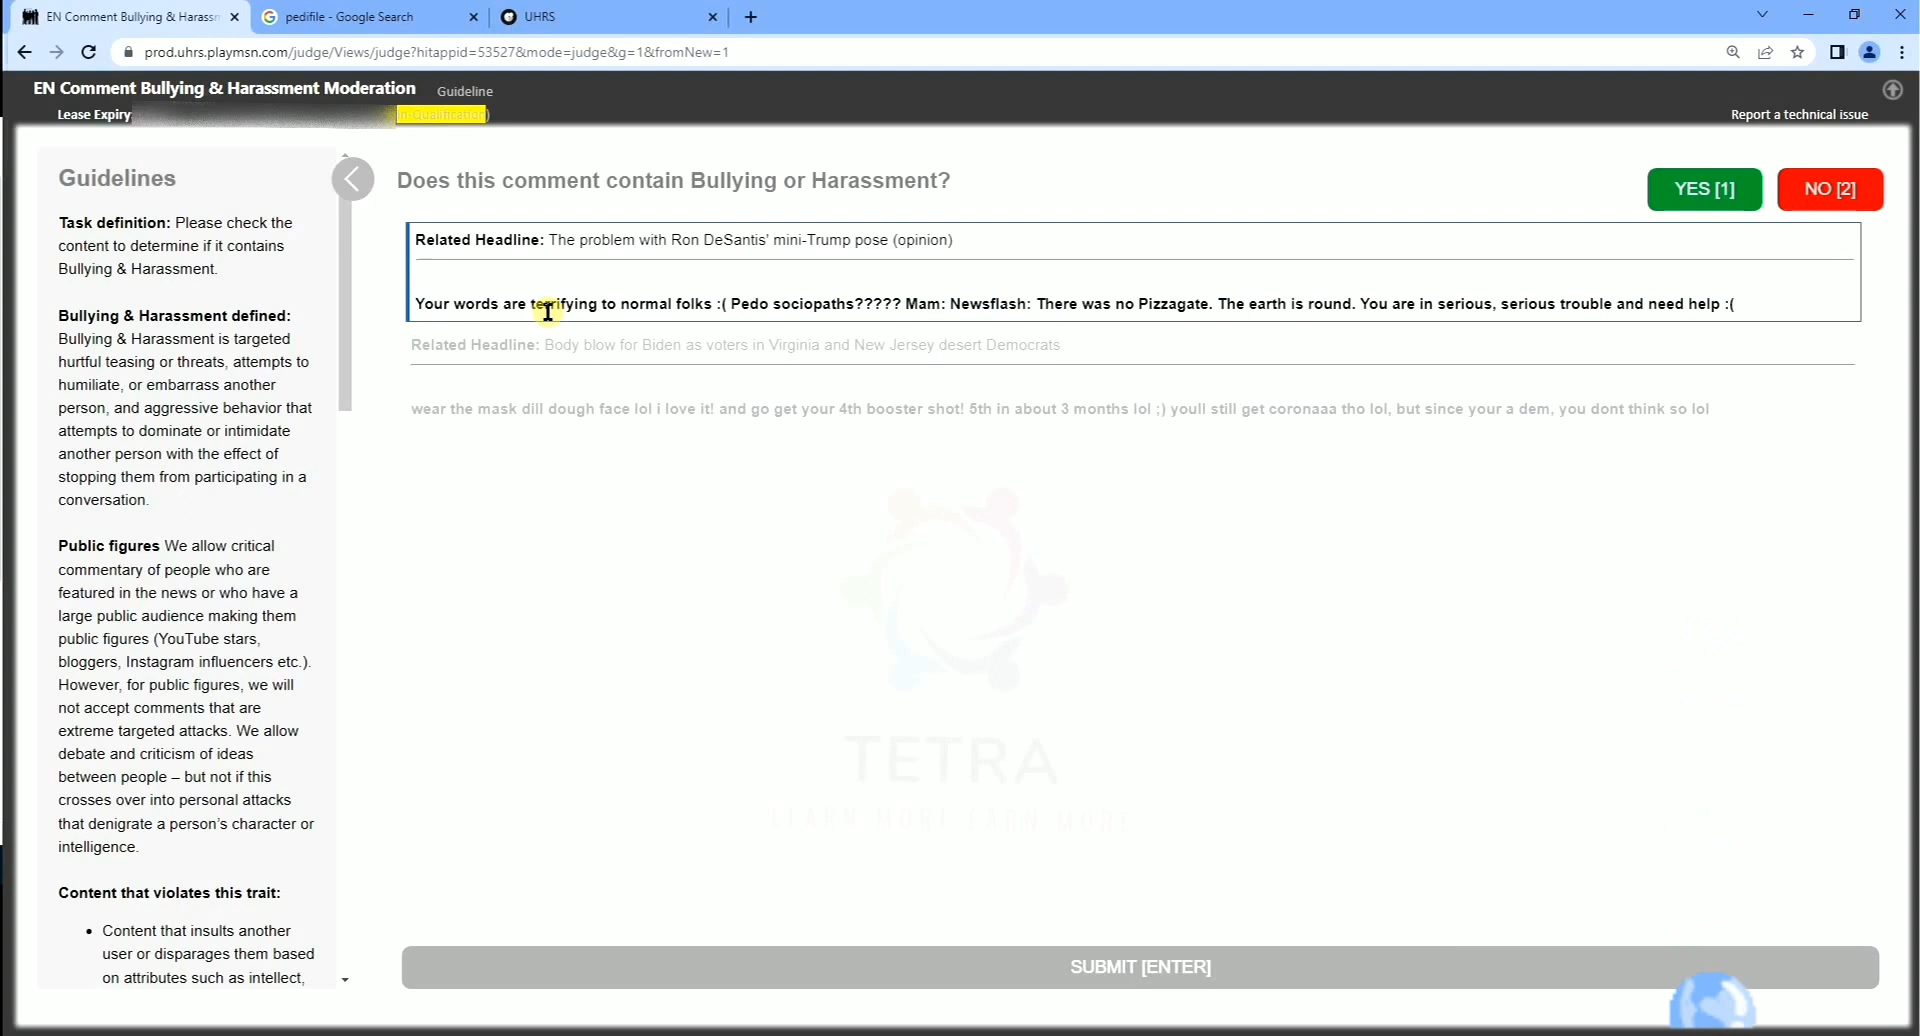 EN Comment Bullying & Harassm
pedifile - Google Search
UHRS
prod.uhrs.playmsn.com/judge/Views/judge?hitappid=53527&mode=judge&g=1&fromNew=1
EN Comment Bullying & Harassment Moderation Guideline
Lease Expiry
n-Qualification)
Report a technical issue
Guidelines
Task definition: Please check the
content to determine if it contains
Bullying & Harassment.
Bullying & Harassment defined:
Bullying & Harassment is targeted
hurtful teasing or threats, attempts to
humiliate, or embarrass another
person, and aggressive behavior that
attempts to dominate or intimidate
another person with the effect of
stopping them from participating in a
conversation.
Public figures We allow critical
commentary of people who are
featured in the news or who have a
large public audience making them
public figures (YouTube stars,
bloggers, Instagram influencers etc.).
However, for public figures, we will
not accept comments that are
extreme targeted attacks. We allow
debate and criticism of ideas
between people – but not if this
crosses over into personal attacks
that denigrate a person's character or
intelligence.
Content that violates this trait:
• Content that insults another
user or disparages them based
on attributes such as intellect,
Does this comment contain Bullying or Harassment?
YES [1]
NO [2]
Related Headline: The problem with Ron DeSantis' mini-Trump pose (opinion)
Your words are terrifying to normal folks :( Pedo sociopaths????? Mam: Newsflash: There was no Pizzagate. The earth is round. You are in serious, serious trouble and need help :(
Related Headline: Body blow for Biden as voters in Virginia and New Jersey desert Democrats
wear the mask dill dough face lol i love it! and go get your 4th booster shot! 5th in about 3 months lol ;) youll still get coronaaa tho lol, but since your a dem, you dont think so lol
TETRA
LEARN MORE EARN MORE
SUBMIT [ENTER]